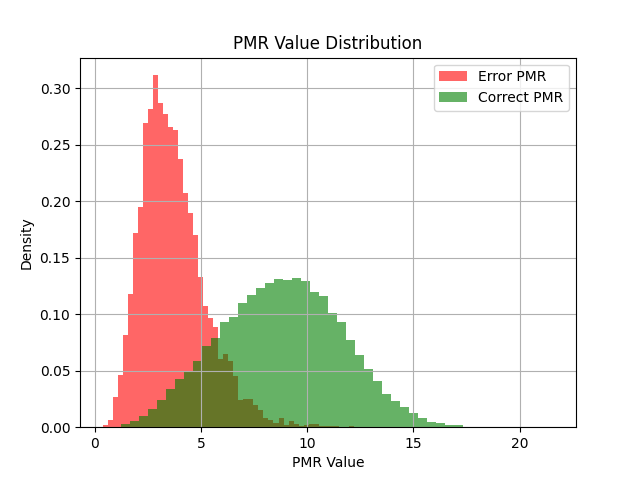 PMR Value Distribution
Error PMR
Correct PMR
0.30
0.25
0.20
0.15
0.10
0.05
0.00
Density
0 5 10 15 20
PMR Value